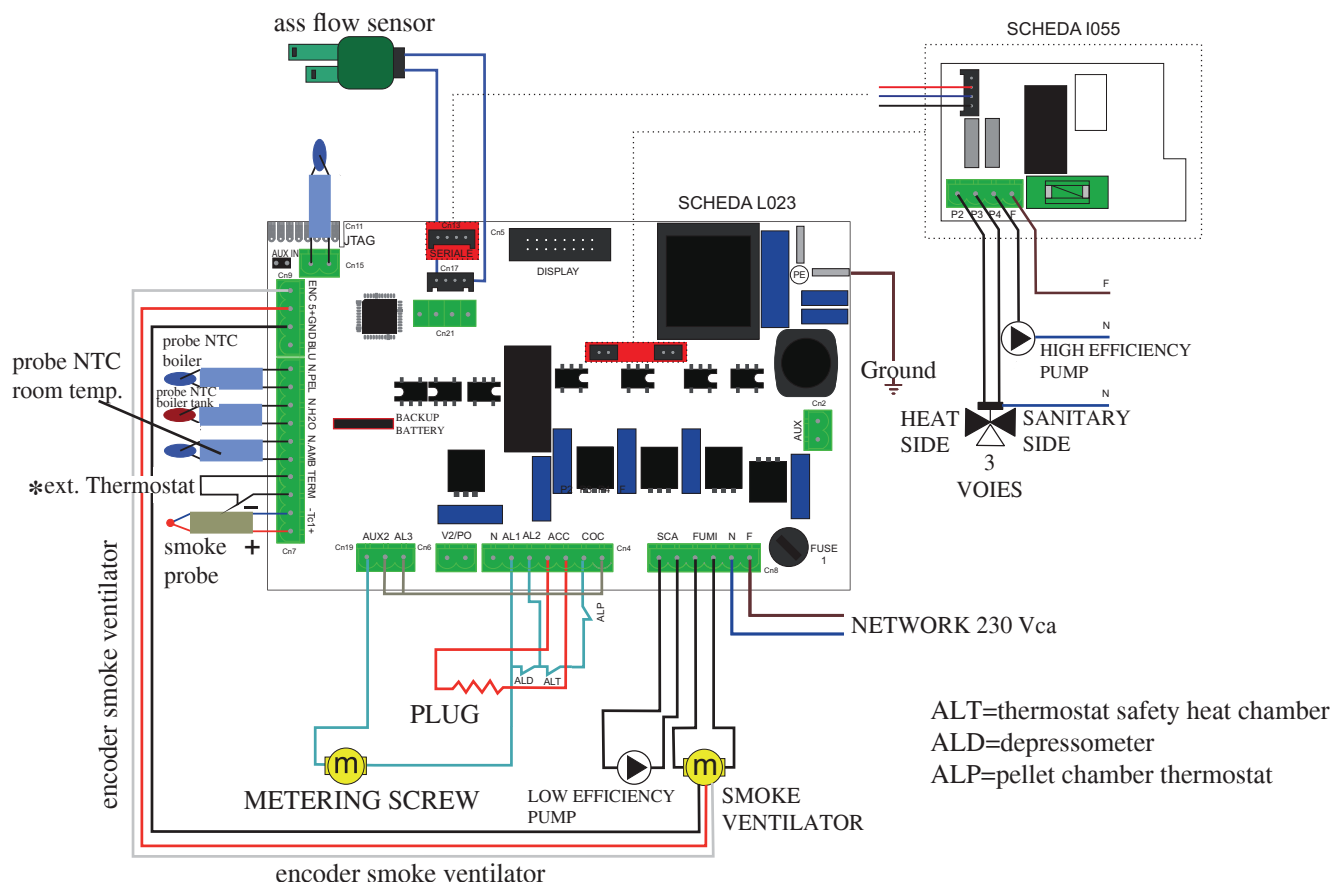 ass flow sensor
SCHEDA I055
P2 P3 P4 F
F
N
HIGH EFFICIENCY
PUMP
N
HEAT
SIDE
SANITARY
SIDE
3
VOIES
SCHEDA L023
Cn11
JTAG
AUX IN
Cn15
Cn9
Cn13
SERIALE
Cn5
DISPLAY
Cn17
Cn21
PE
Ground
Cn2
AUX
ENC 5+GND BLU N.PEL N.H2O N.AMB TERM -Tc1+
probe NTC
boiler
probe NTC
room temp.
probe NTC
boiler tank
BACKUP
BATTERY
*ext. Thermostat
-
+
smoke
probe
Cn7
Cn19
AUX2 AL3
Cn6
V2/PO
N AL1 AL2 ACC COC
Cn4
SCA FUMI N F
Cn8
FUSE
1
ALP
ALD
ALT
PLUG
NETWORK 230 Vca
METERING SCREW
m
LOW EFFICIENCY
PUMP
m
SMOKE
VENTILATOR
ALT=thermostat safety heat chamber
ALD=depressometer
ALP=pellet chamber thermostat
encoder smoke ventilator
encoder smoke ventilator